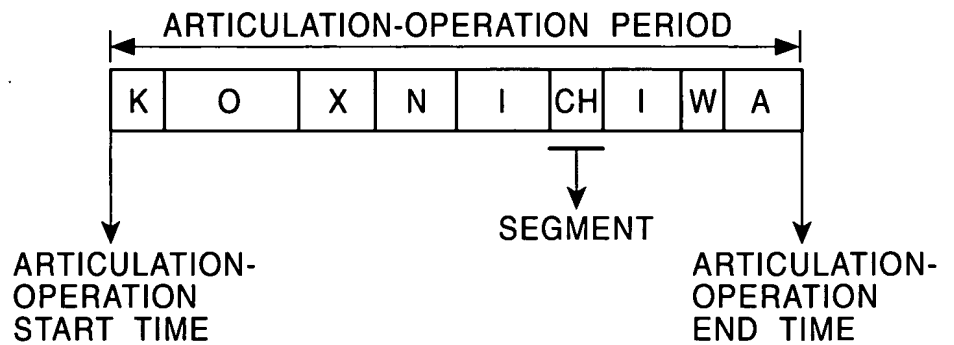 ARTICULATION-OPERATION PERIOD
K O X N I CH I W A
SEGMENT
ARTICULATION-
OPERATION
START TIME
ARTICULATION-
OPERATION
END TIME